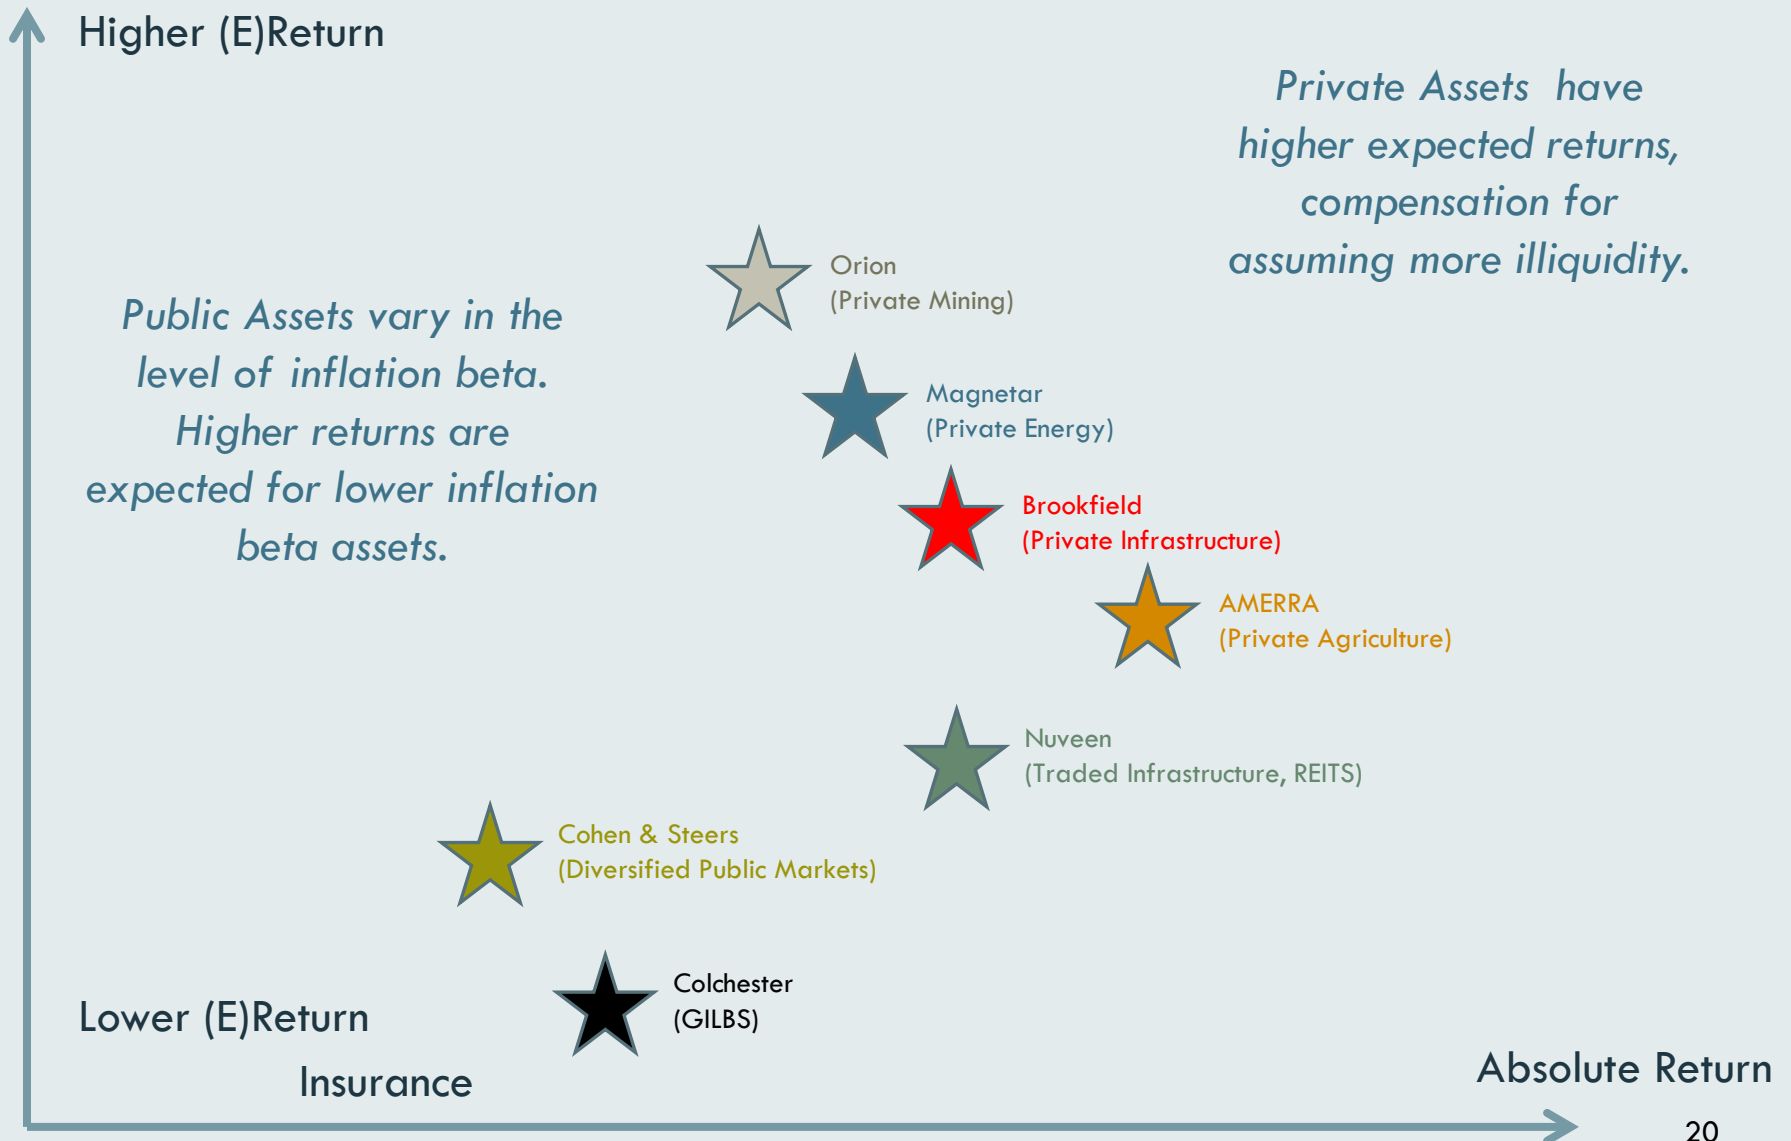 Higher (E)Return
Private Assets have
higher expected returns,
compensation for
assuming more illiquidity.
Public Assets vary in the
level of inflation beta.
Higher returns are
expected for lower inflation
beta assets.
Orion
(Private Mining)
Magnetar
(Private Energy)
Brookfield
(Private Infrastructure)
AMERRA
(Private Agriculture)
Nuveen
(Traded Infrastructure, REITS)
Cohen & Steers
(Diversified Public Markets)
Colchester
(GILBS)
Lower (E)Return
Insurance
Absolute Return
20